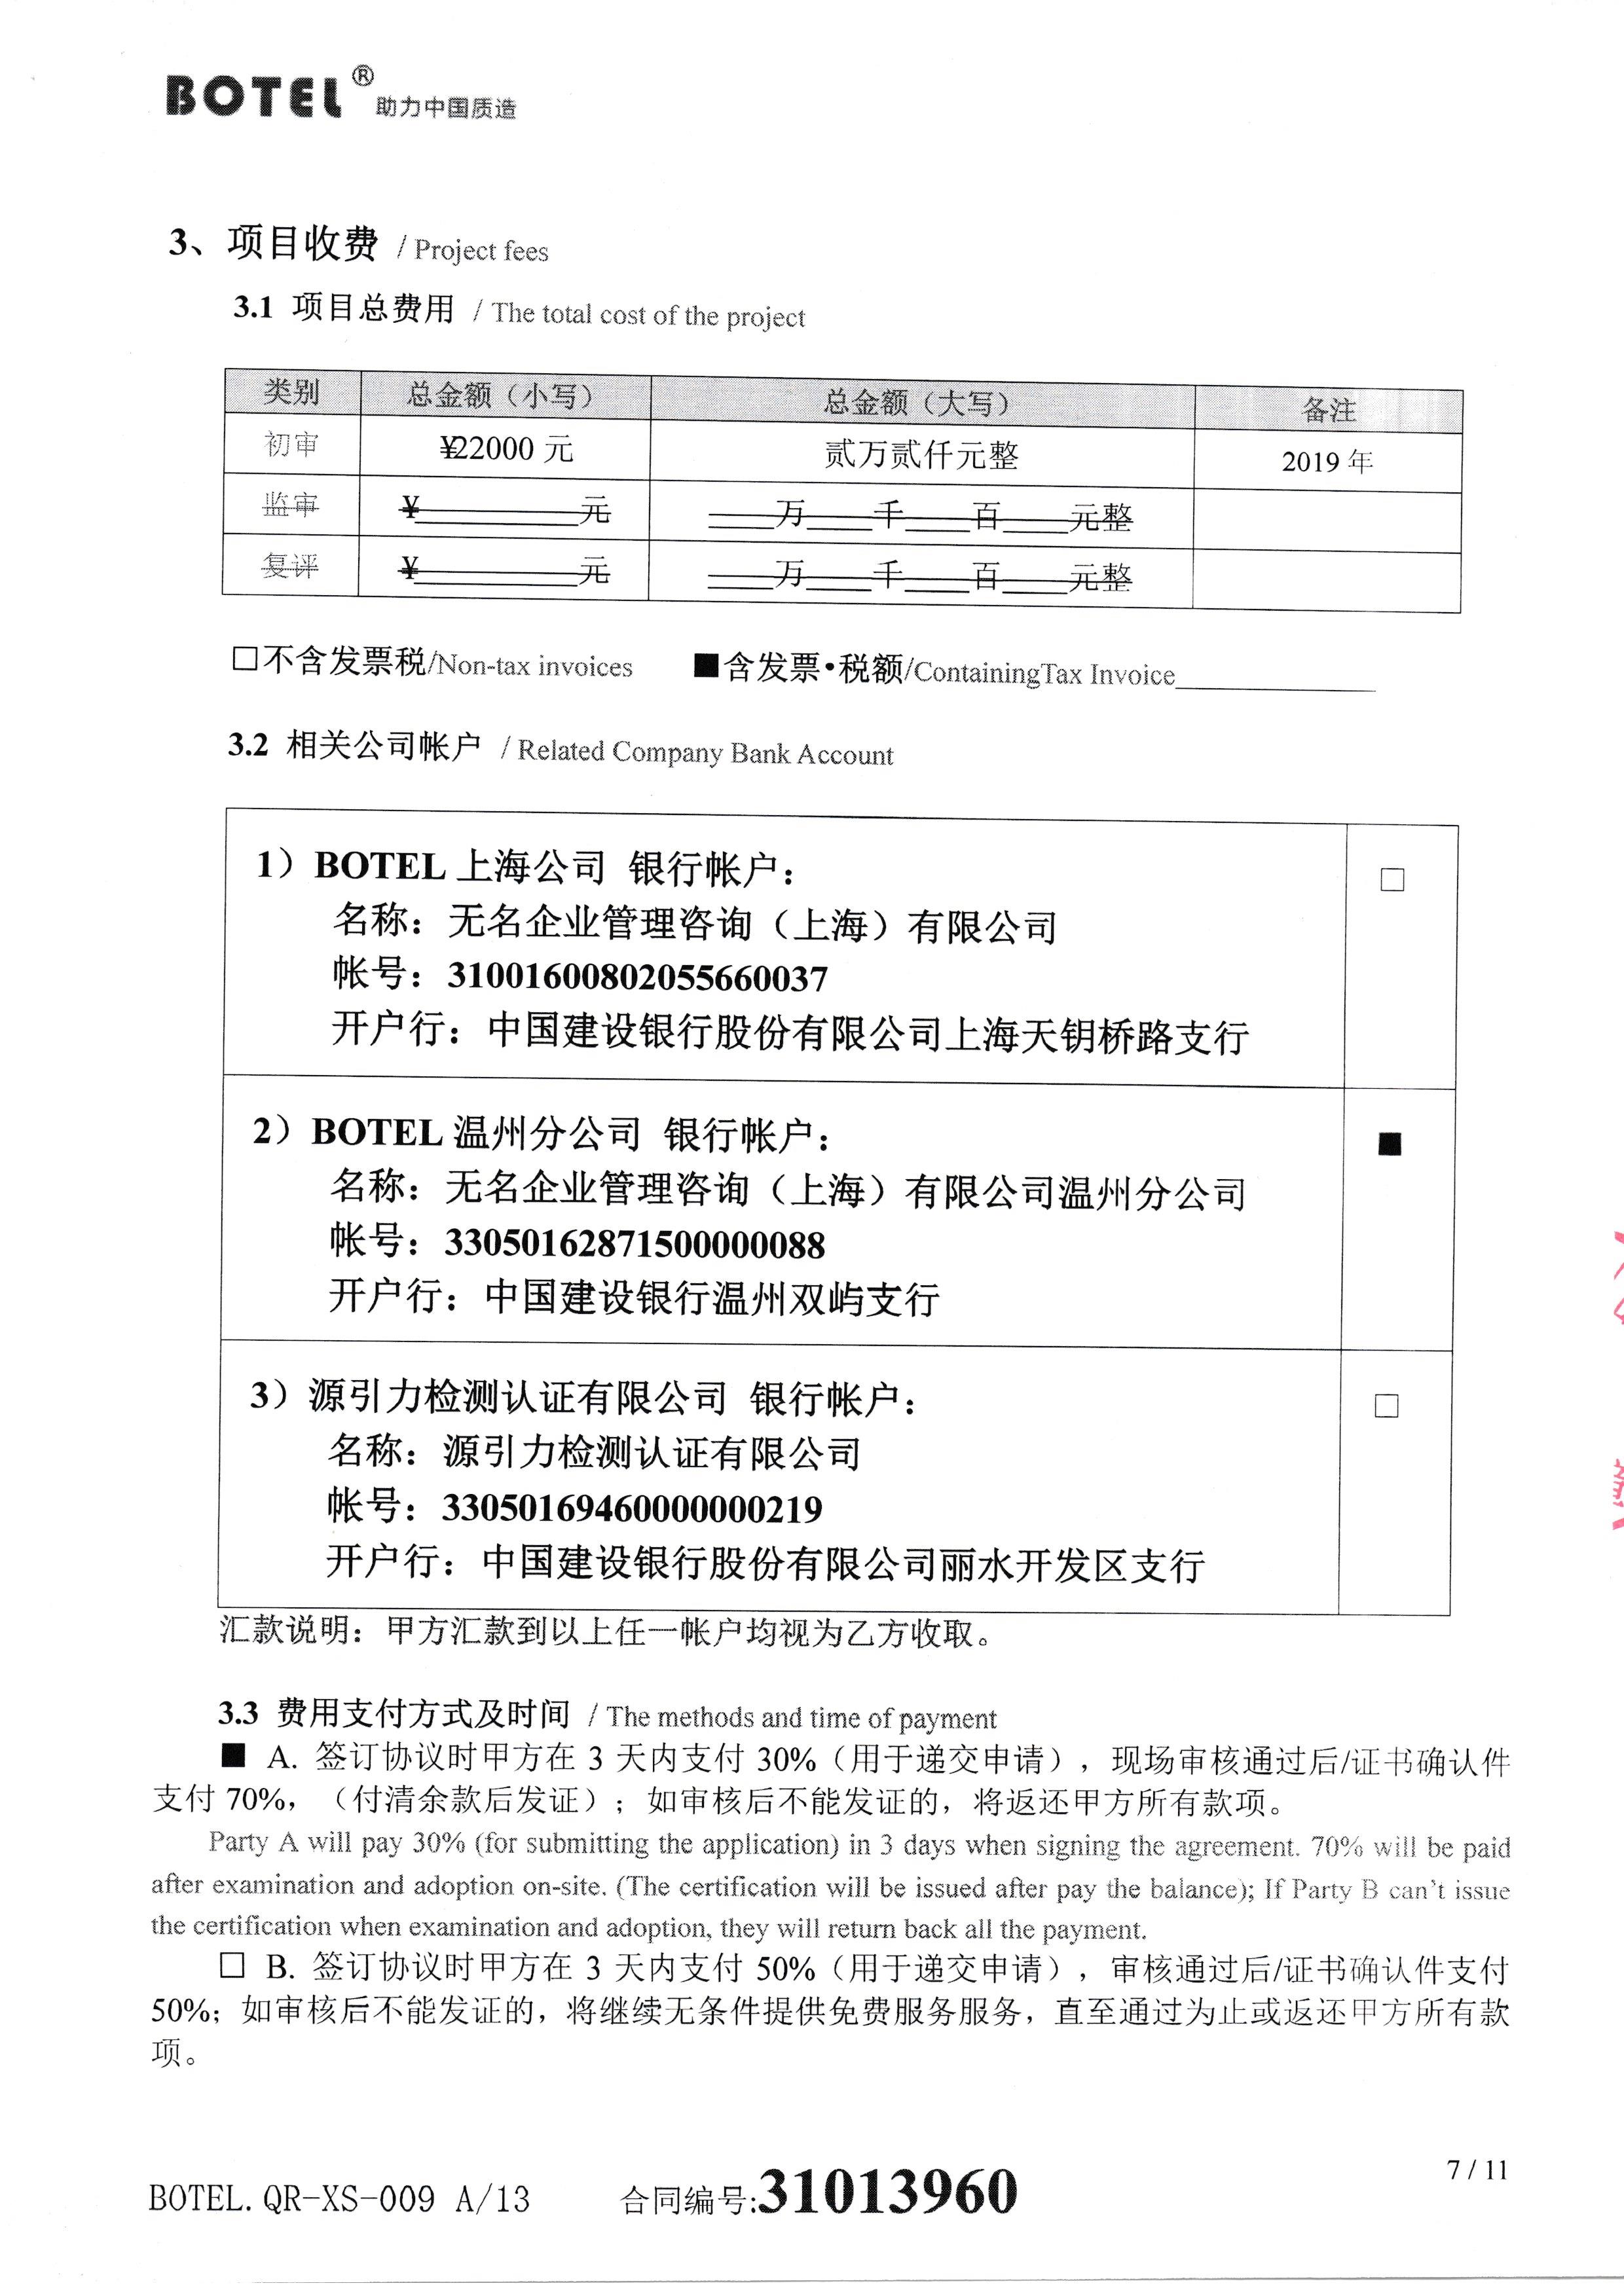 BOTEL® 助力中国质造
3、项目收费 / Project fees
3.1 项目总费用 / The total cost of the project
类别 总金额（小写） 总金额（大写） 备注
初审 ¥22000 元 贰万贰仟元整 2019 年
监审 ¥____________元 ____万____千____百____元整
复评 ¥____________元 ____万____千____百____元整
□不含发票税/Non-tax invoices ■含发票•税额/ContainingTax Invoice______________
3.2 相关公司帐户 / Related Company Bank Account
1）BOTEL 上海公司 银行帐户： □
名称：无名企业管理咨询（上海）有限公司
帐号：31001600802055660037
开户行：中国建设银行股份有限公司上海天钥桥路支行
2）BOTEL 温州分公司 银行帐户： ■
名称：无名企业管理咨询（上海）有限公司温州分公司
帐号：33050162871500000088
开户行：中国建设银行温州双屿支行
3）源引力检测认证有限公司 银行帐户： □
名称：源引力检测认证有限公司
帐号：33050169460000000219
开户行：中国建设银行股份有限公司丽水开发区支行
汇款说明：甲方汇款到以上任一帐户均视为乙方收取。
3.3 费用支付方式及时间 / The methods and time of payment
■ A. 签订协议时甲方在 3 天内支付 30%（用于递交申请），现场审核通过后/证书确认件
支付 70%，（付清余款后发证）；如审核后不能发证的，将返还甲方所有款项。
Party A will pay 30% (for submitting the application) in 3 days when signing the agreement. 70% will be paid
after examination and adoption on-site. (The certification will be issued after pay the balance); If Party B can't issue
the certification when examination and adoption, they will return back all the payment.
□ B. 签订协议时甲方在 3 天内支付 50%（用于递交申请），审核通过后/证书确认件支付
50%；如审核后不能发证的，将继续无条件提供免费服务服务，直至通过为止或返还甲方所有款
项。
7 / 11
BOTEL.QR-XS-009 A/13 合同编号:31013960